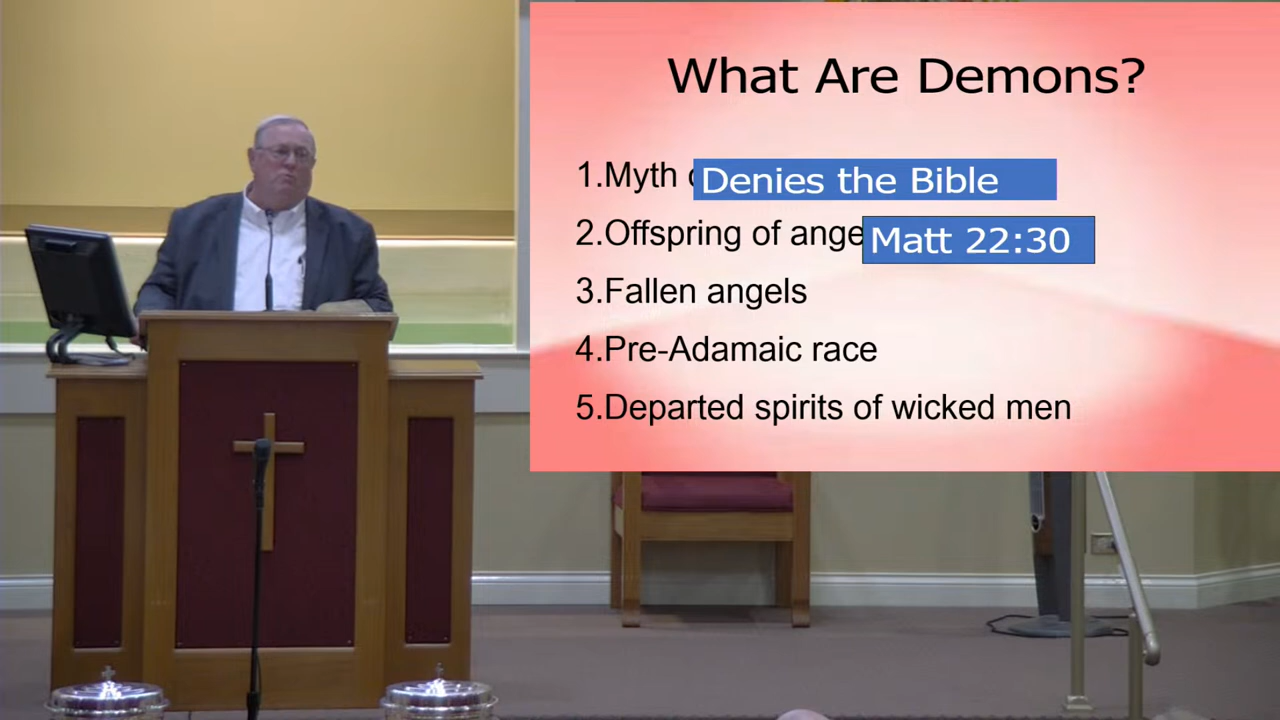 What Are Demons?
1.Myth Denies the Bible
2.Offspring of ange Matt 22:30
3.Fallen angels
4.Pre-Adamaic race
5.Departed spirits of wicked men